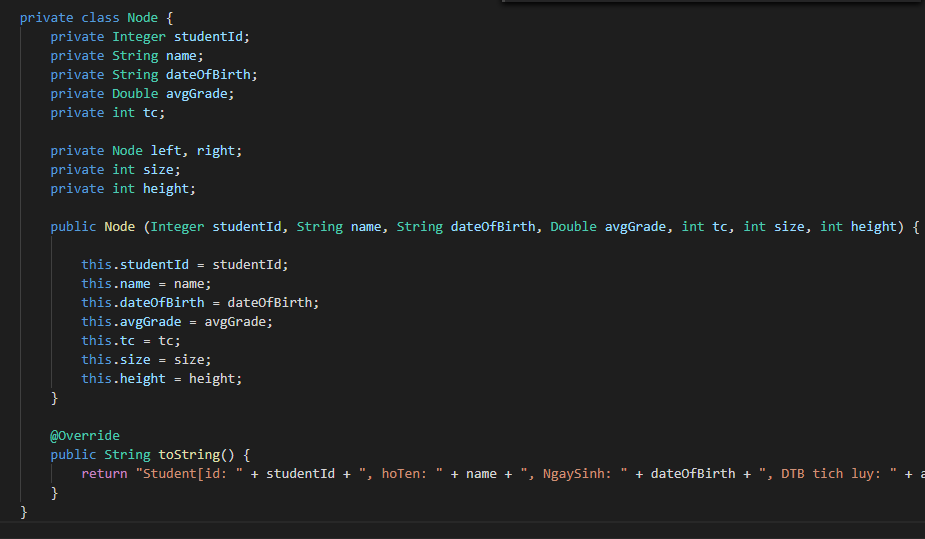 private class Node {
private Integer studentId;
private String name;
private String dateOfBirth;
private Double avgGrade;
private int tc;
private Node left, right;
private int size;
private int height;
public Node (Integer studentId, String name, String dateOfBirth, Double avgGrade, int tc, int size, int height) {
this.studentId = studentId;
this.name = name;
this.dateOfBirth = dateOfBirth;
this.avgGrade = avgGrade;
this.tc = tc;
this.size = size;
this.height = height;
}
@Override
public String toString() {
return "Student[id: " + studentId + ", hoTen: " + name + ", NgaySinh: " + dateOfBirth + ", DTB tich luy: " +
}
}